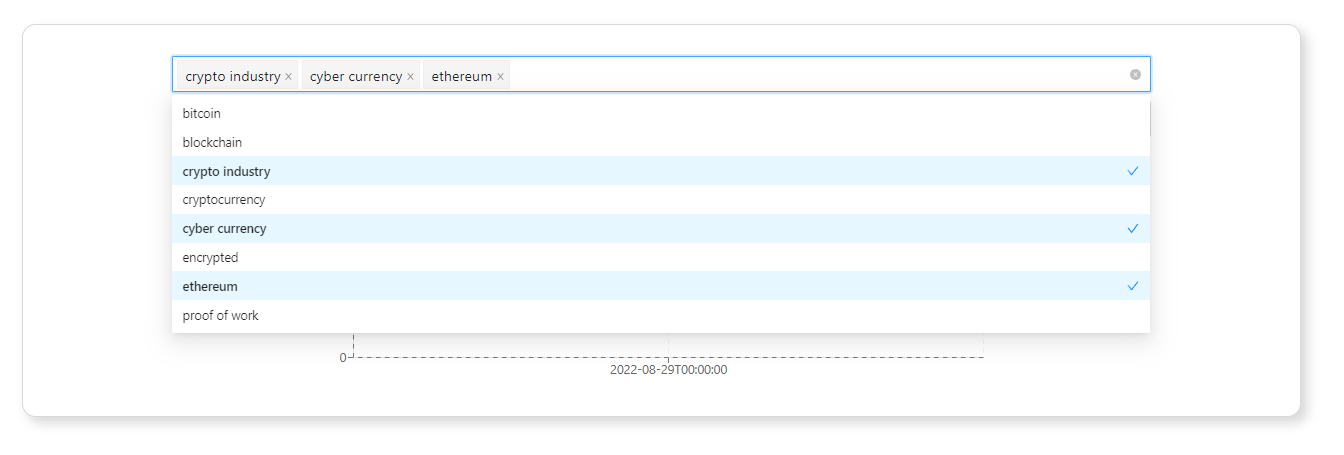 crypto industry × cyber currency × ethereum ×
bitcoin
blockchain
crypto industry
cryptocurrency
cyber currency
encrypted
ethereum
proof of work
0
2022-08-29T00:00:00